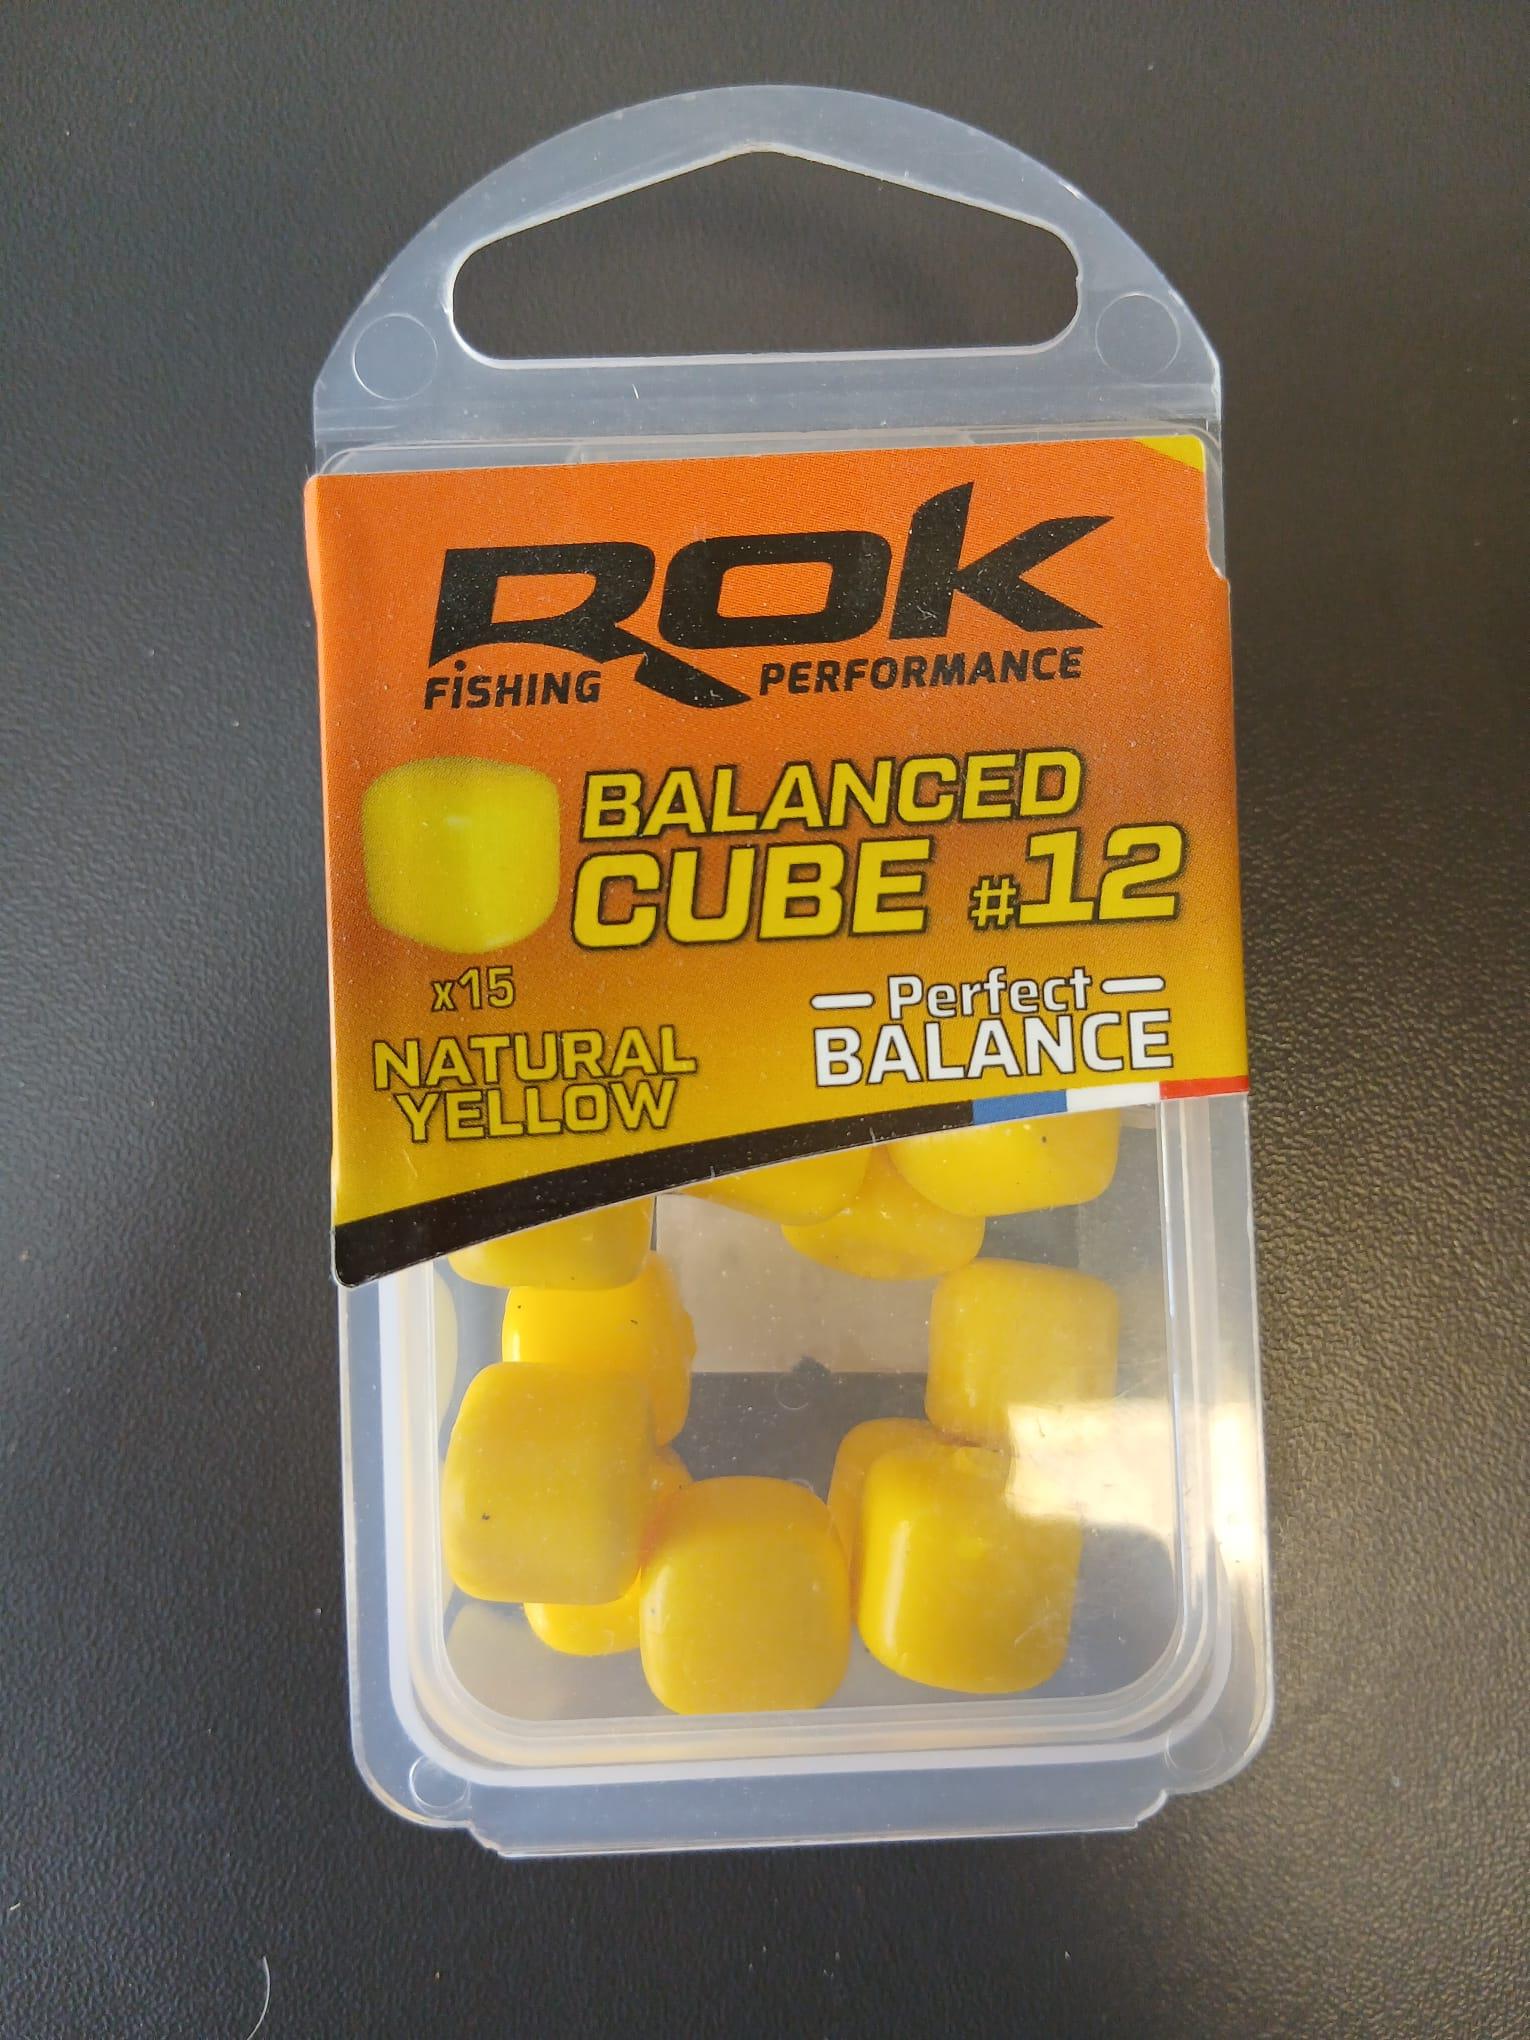 ROK
FiSHING PERFORMANCE
BALANCED
CUBE #12
x15
Perfect
BALANCE
NATURAL
YELLOW